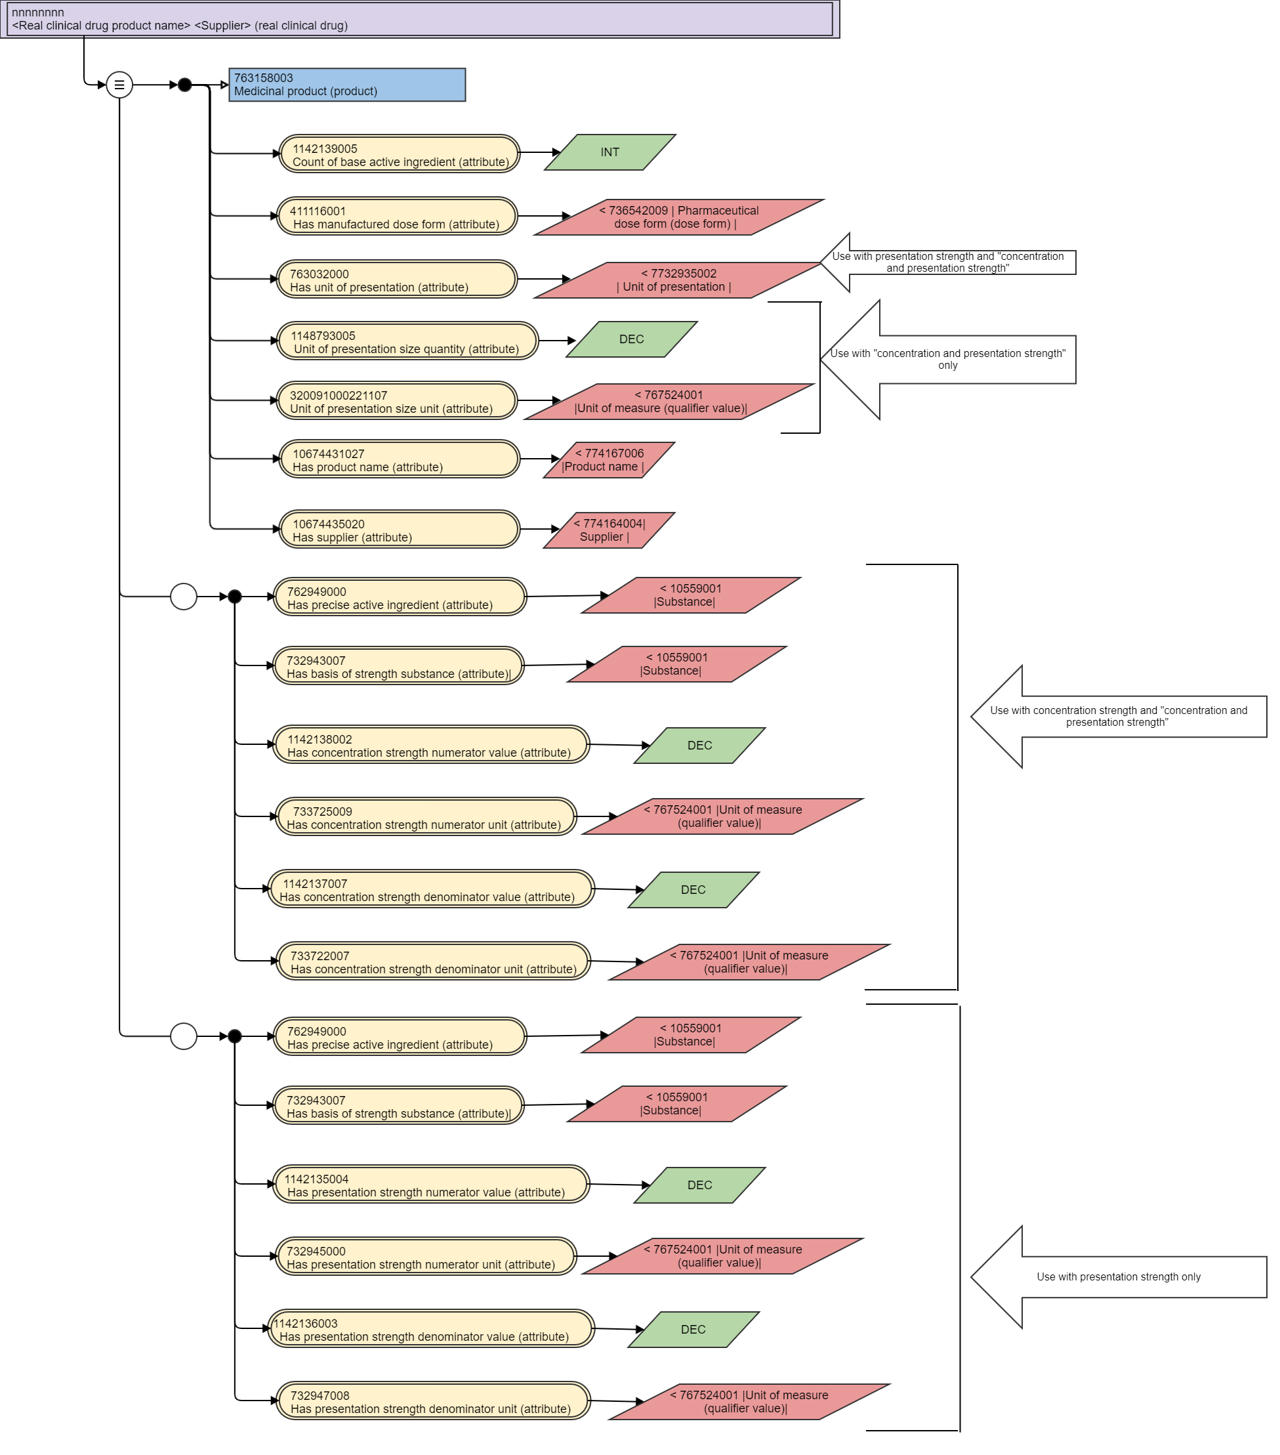 nnnnnnnn
<Real clinical drug product name> <Supplier> (real clinical drug)
763158003
Medicinal product (product)
1142139005
Count of base active ingredient (attribute)
INT
411116001
Has manufactured dose form (attribute)
< 736542009 | Pharmaceutical
dose form (dose form) |
763032000
Has unit of presentation (attribute)
< 7732935002
| Unit of presentation |
Use with presentation strength and "concentration
and presentation strength"
1148793005
Unit of presentation size quantity (attribute)
DEC
Use with "concentration and presentation strength"
only
320091000221107
Unit of presentation size unit (attribute)
< 767524001
|Unit of measure (qualifier value)|
10674431027
Has product name (attribute)
< 774167006
|Product name |
10674435020
Has supplier (attribute)
< 774164004|
Supplier |
762949000
Has precise active ingredient (attribute)
< 10559001
|Substance|
732943007
Has basis of strength substance (attribute)|
< 10559001
|Substance|
Use with concentration strength and "concentration and
presentation strength"
1142138002
Has concentration strength numerator value (attribute)
DEC
733725009
Has concentration strength numerator unit (attribute)
< 767524001 |Unit of measure
(qualifier value)|
1142137007
Has concentration strength denominator value (attribute)
DEC
733722007
Has concentration strength denominator unit (attribute)
< 767524001 |Unit of measure
(qualifier value)|
762949000
Has precise active ingredient (attribute)
< 10559001
|Substance|
732943007
Has basis of strength substance (attribute)|
< 10559001
|Substance|
1142135004
Has presentation strength numerator value (attribute)
DEC
732945000
Has presentation strength numerator unit (attribute)
< 767524001 |Unit of measure
(qualifier value)|
Use with presentation strength only
1142136003
Has presentation strength denominator value (attribute)
DEC
732947008
Has presentation strength denominator unit (attribute)
< 767524001 |Unit of measure
(qualifier value)|